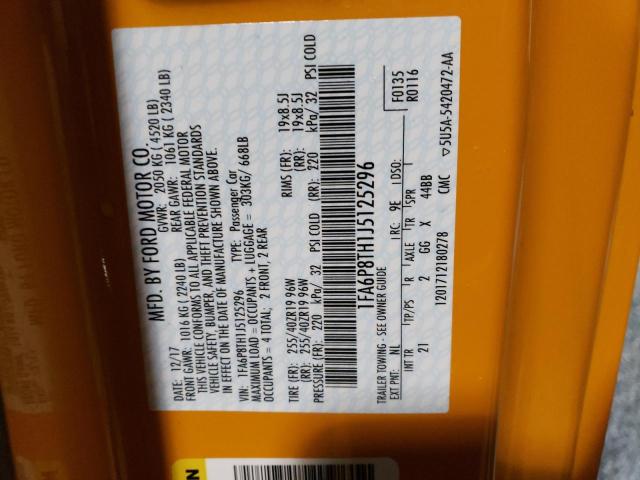 MFD. BY FORD MOTOR CO.
DATE: 12/17 GVWR: 2050 KG ( 4520 LB)
FRONT GAWR: 1016 KG (2240 LB) REAR GAWR: 1061 KG ( 2340 LB)
THIS VEHICLE CONFORMS TO ALL APPLICABLE FEDERAL MOTOR
VEHICLE SAFETY, BUMPER, AND THEFT PREVENTION STANDARDS
IN EFFECT ON THE DATE OF MANUFACTURE SHOWN ABOVE.
VIN: 1FA6P8TH1J5125296 TYPE: Passenger Car
MAXIMUM LOAD = OCCUPANTS + LUGGAGE = 303KG/ 668LB
OCCUPANTS = 4 TOTAL; 2 FRONT, 2 REAR
TIRE (FR): 255/40ZR19 96W RIMS (FR): 19x8.5J
(RR): 255/40ZR19 96W (RR): 19x8.5J
PRESSURE (FR): 220 kPa/ 32 PSI COLD (RR): 220 kPa/ 32 PSI COLD
1FA6P8TH1J5125296
TRAILER TOWING - SEE OWNER GUIDE
F0135
R0116
EXT PNT: NL RC: 9E DSO:
INT TR TP/PS R AXLE TR SPR
21 2 GG X 44BB
1201712180278 CMC ▽5U5A-5420472-AA